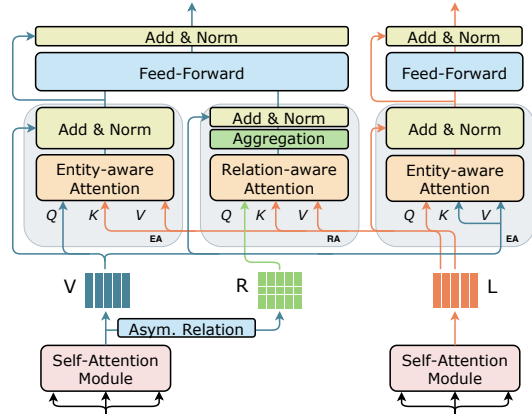 Add & Norm
Add & Norm
Feed-Forward
Feed-Forward
Add & Norm
Add & Norm
Aggregation
Add & Norm
Entity-aware
Attention
Relation-aware
Attention
Entity-aware
Attention
Q K V
Q K V
Q K V
EA
RA
EA
V
R
L
Asym. Relation
Self-Attention
Module
Self-Attention
Module